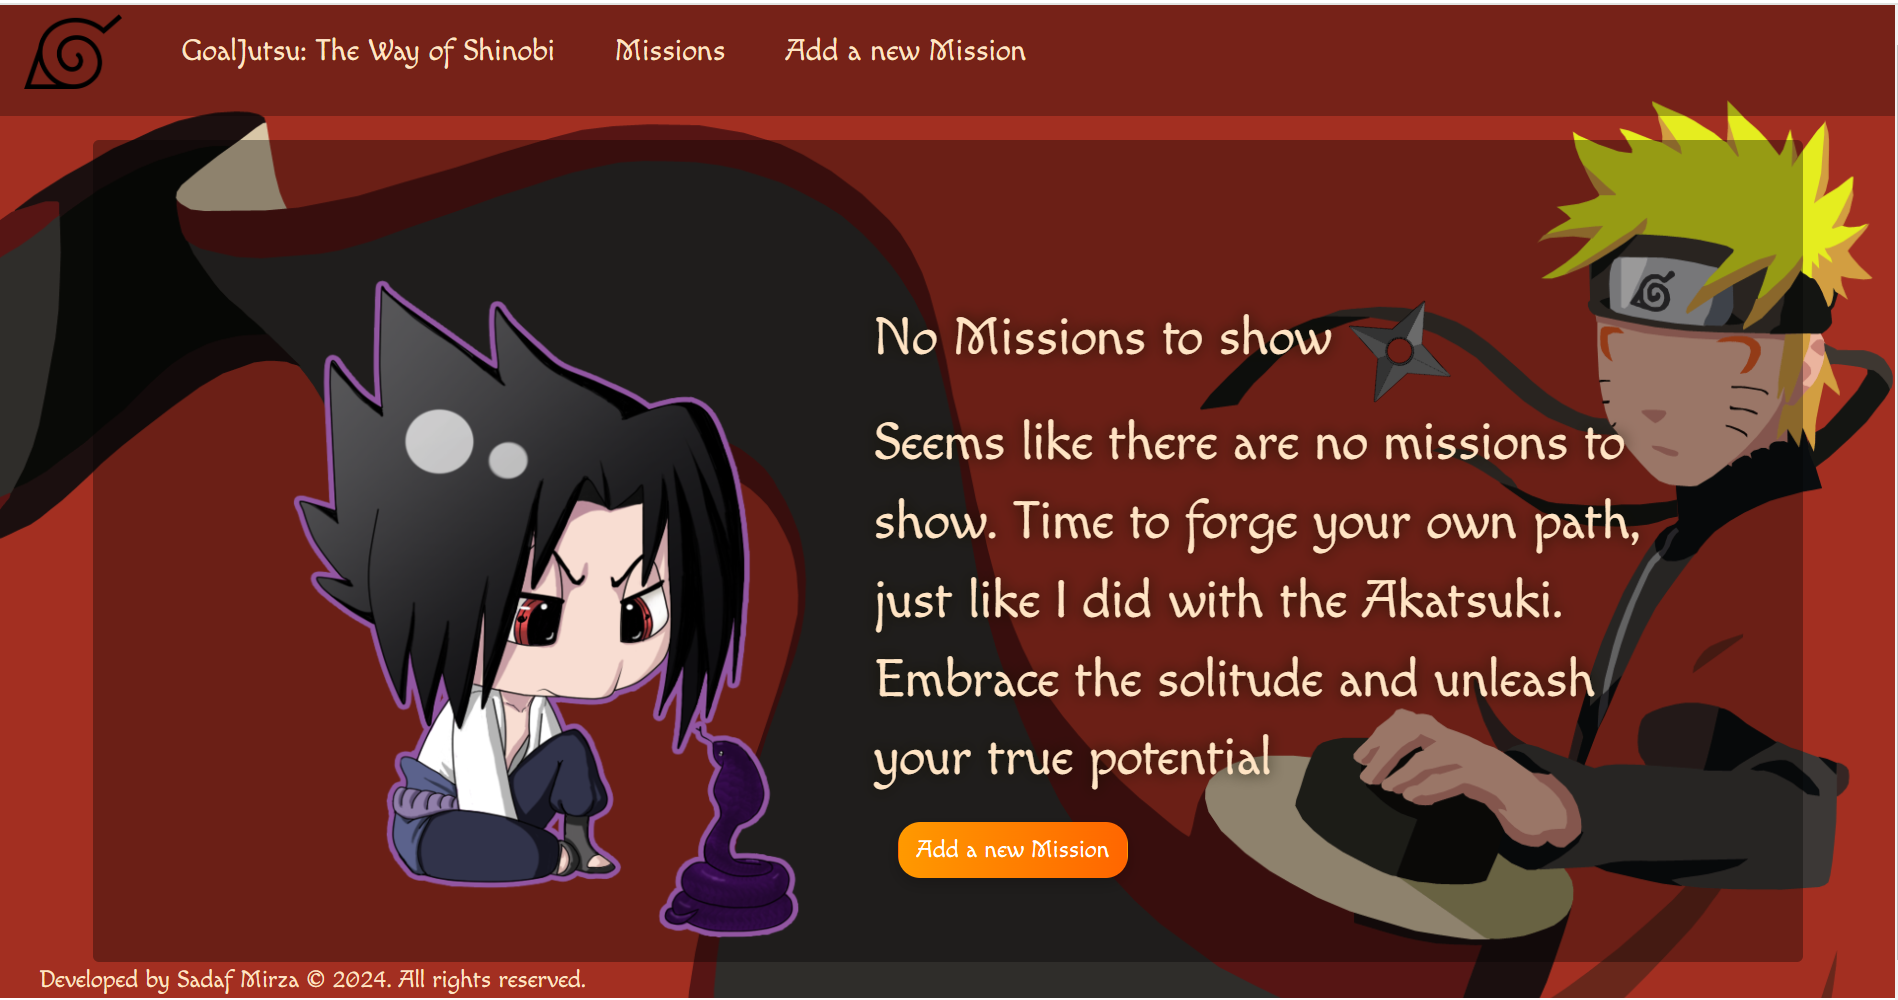 GoalJutsu: The Way of Shinobi Missions Add a new Mission
No Missions to show
Seems like there are no missions to
show. Time to forge your own path,
just like I did with the Akatsuki.
Embrace the solitude and unleash
your true potential
Add a new Mission
Developed by Sadaf Mirza © 2024. All rights reserved.